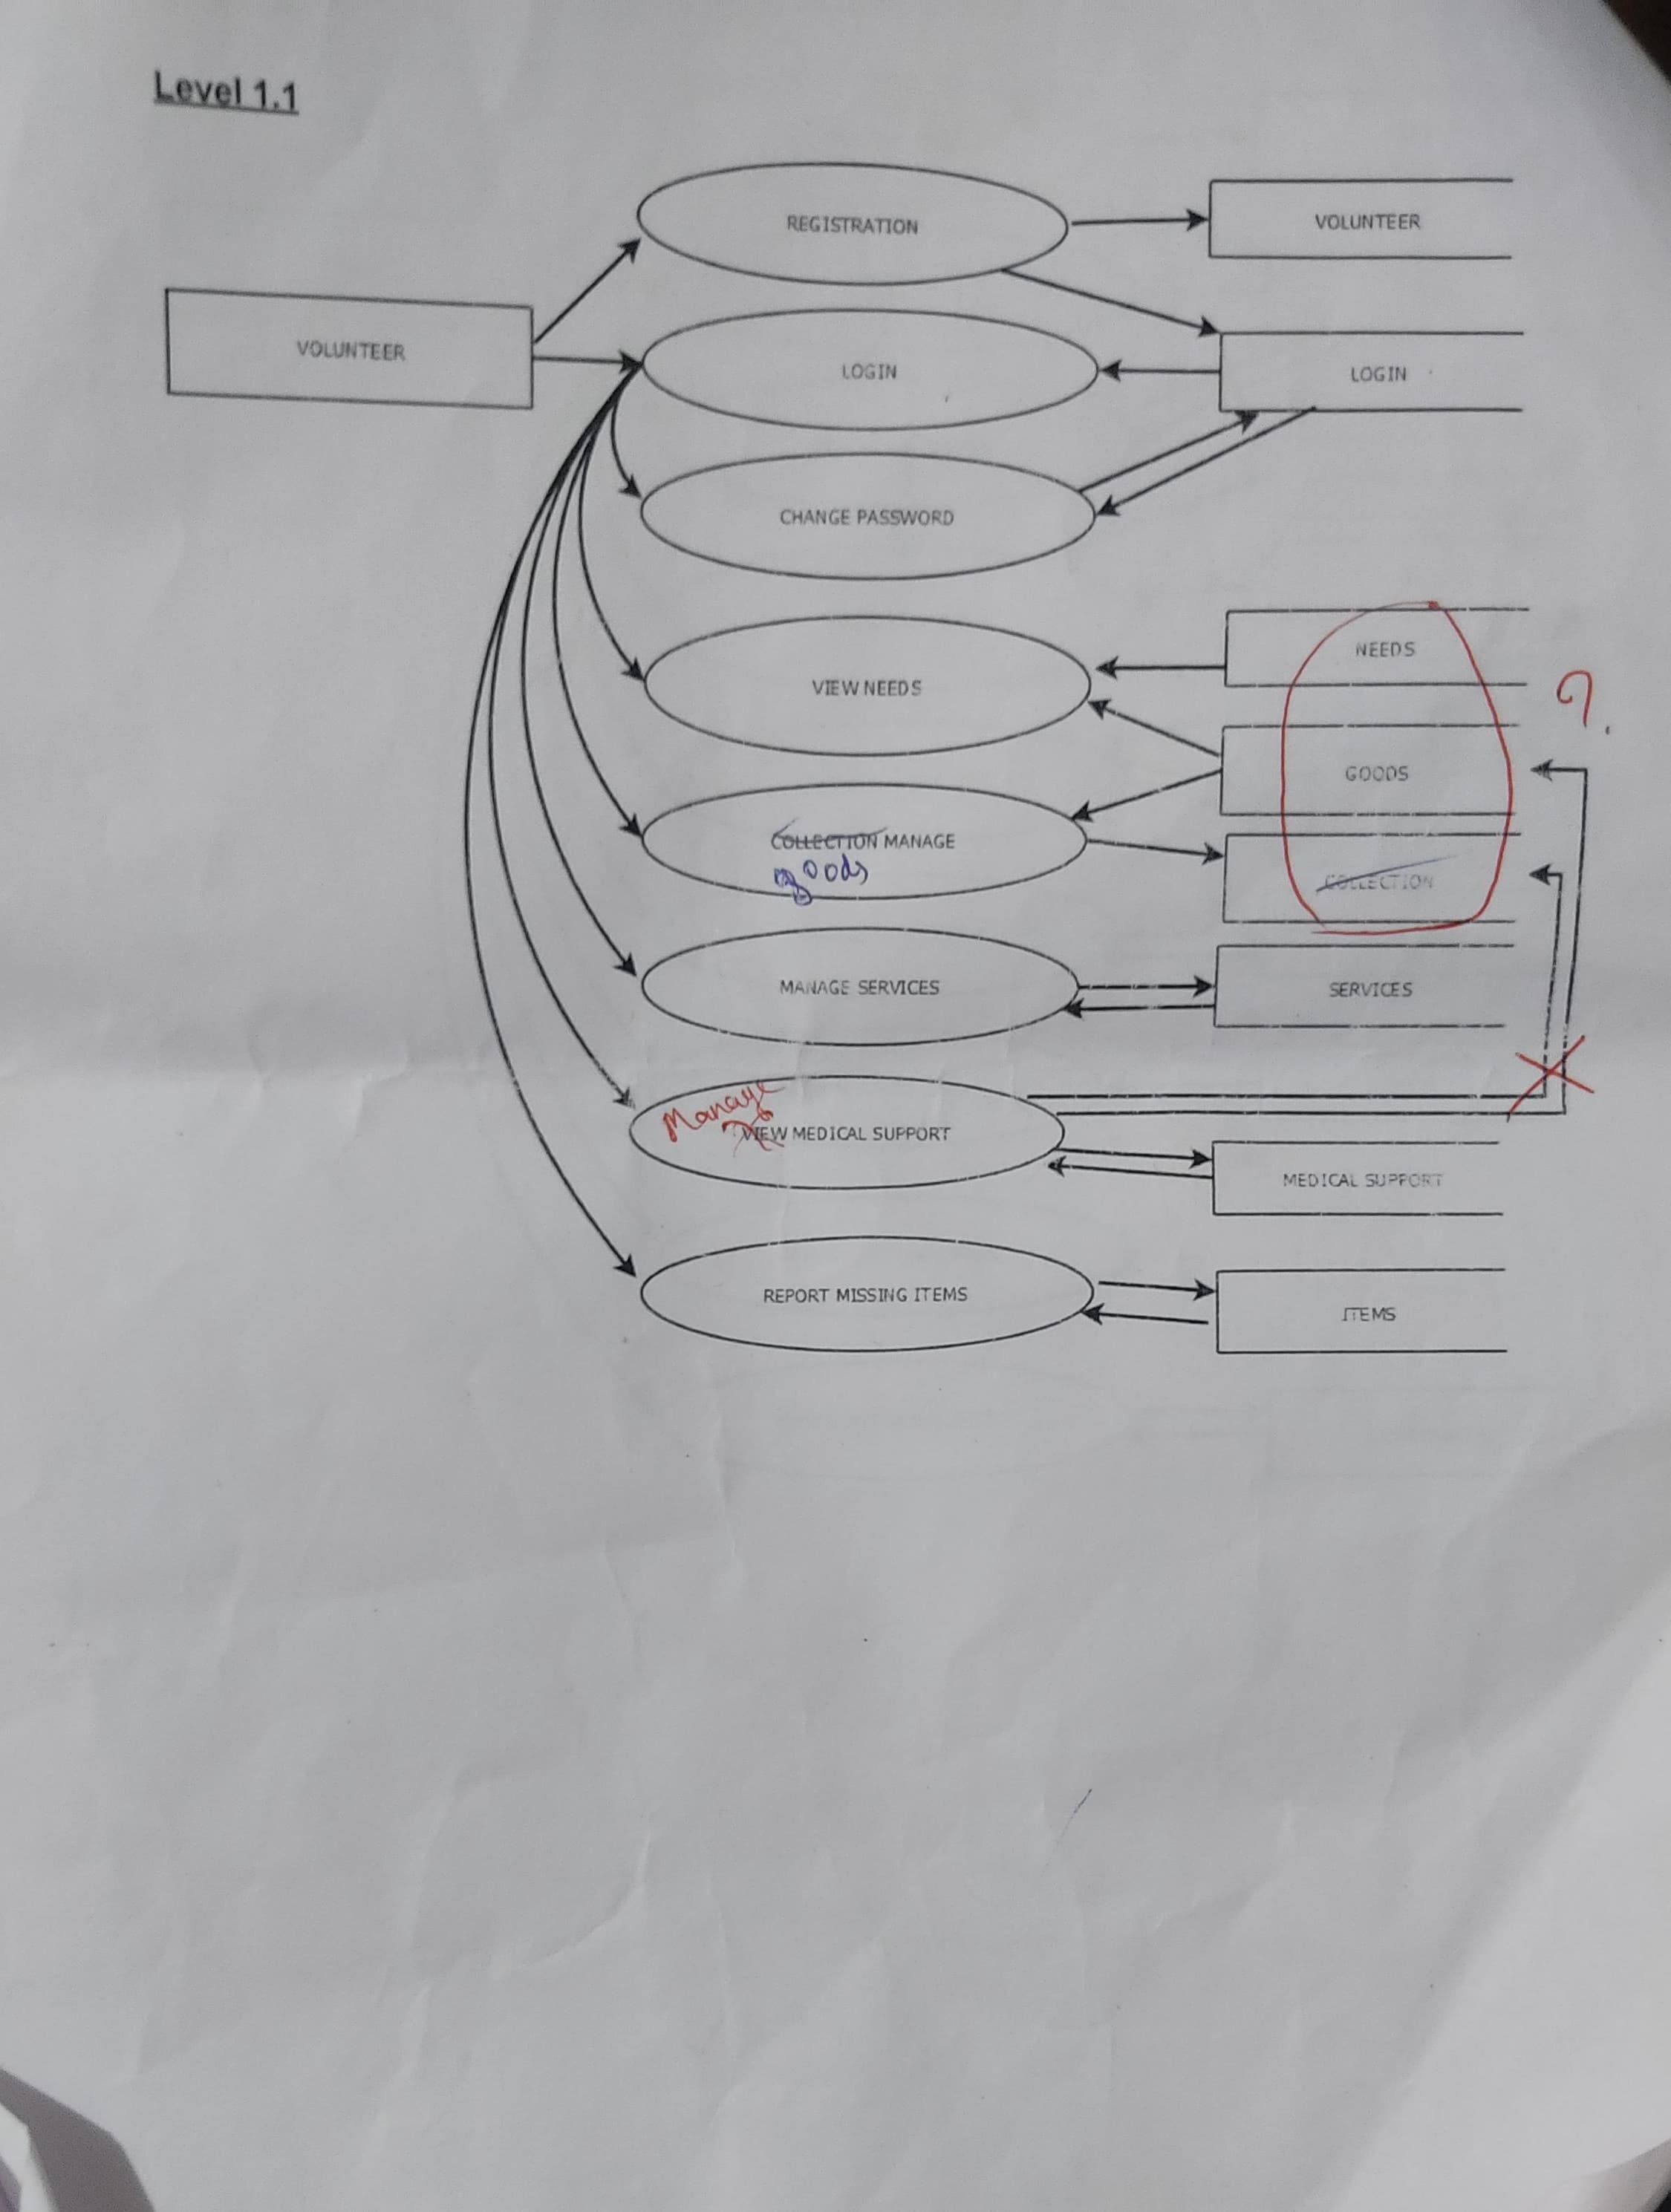 Level 1.1
REGISTRATION
VOLUNTEER
VOLUNTEER
LOGIN
LOGIN
CHANGE PASSWORD
NEEDS
VIEW NEEDS
?
GOODS
COLLECTION MANAGE
goods
COLLECTION
MANAGE SERVICES
SERVICES
Manage
VIEW MEDICAL SUPPORT
MEDICAL SUPPORT
REPORT MISSING ITEMS
ITEMS